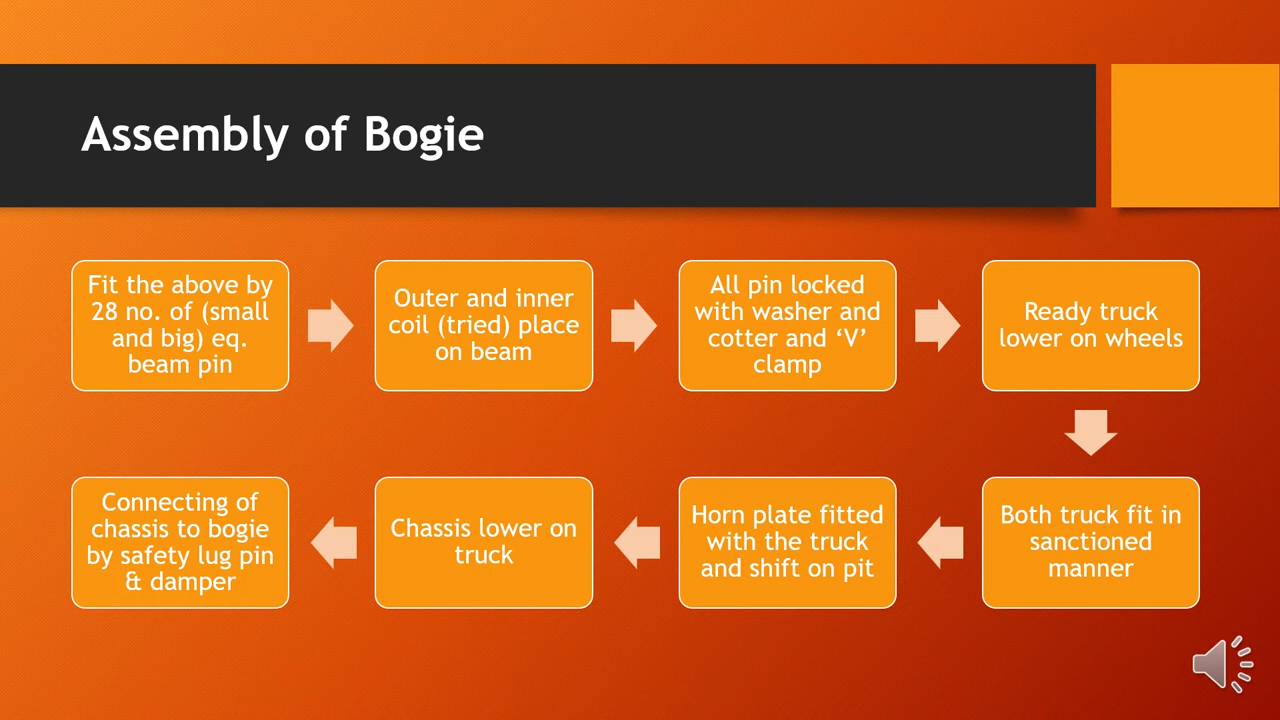 Assembly of Bogie
Fit the above by
28 no. of (small
and big) eq.
beam pin
Outer and inner
coil (tried) place
on beam
All pin locked
with washer and
cotter and ‘V’
clamp
Ready truck
lower on wheels
Both truck fit in
sanctioned
manner
Horn plate fitted
with the truck
and shift on pit
Chassis lower on
truck
Connecting of
chassis to bogie
by safety lug pin
& damper